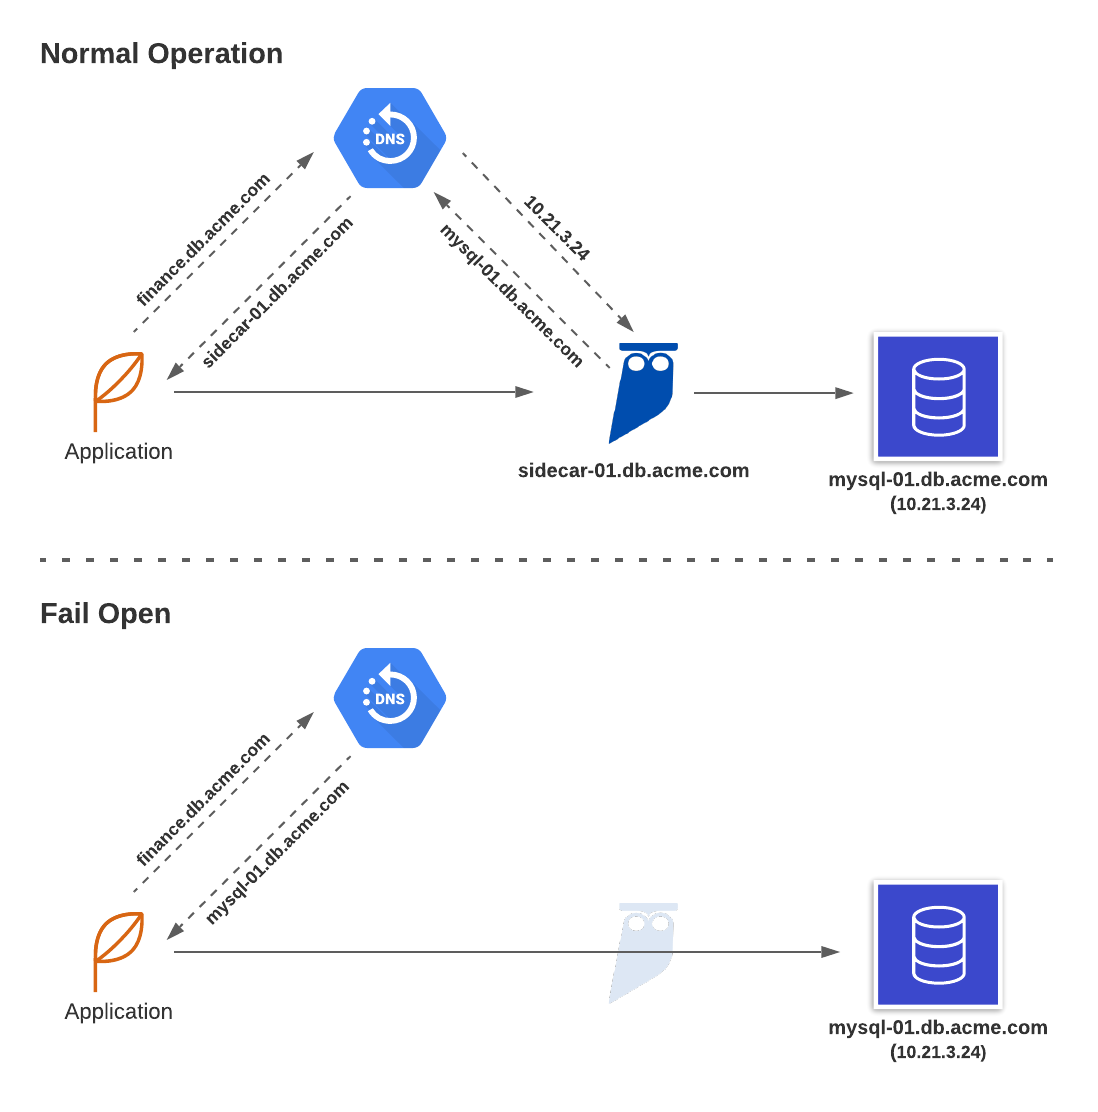 Normal Operation
DNS
finance.db.acme.com
sidecar-01.db.acme.com
10.21.3.24
mysql-01.db.acme.com
Application
sidecar-01.db.acme.com
mysql-01.db.acme.com
(10.21.3.24)
Fail Open
DNS
finance.db.acme.com
mysql-01.db.acme.com
Application
mysql-01.db.acme.com
(10.21.3.24)